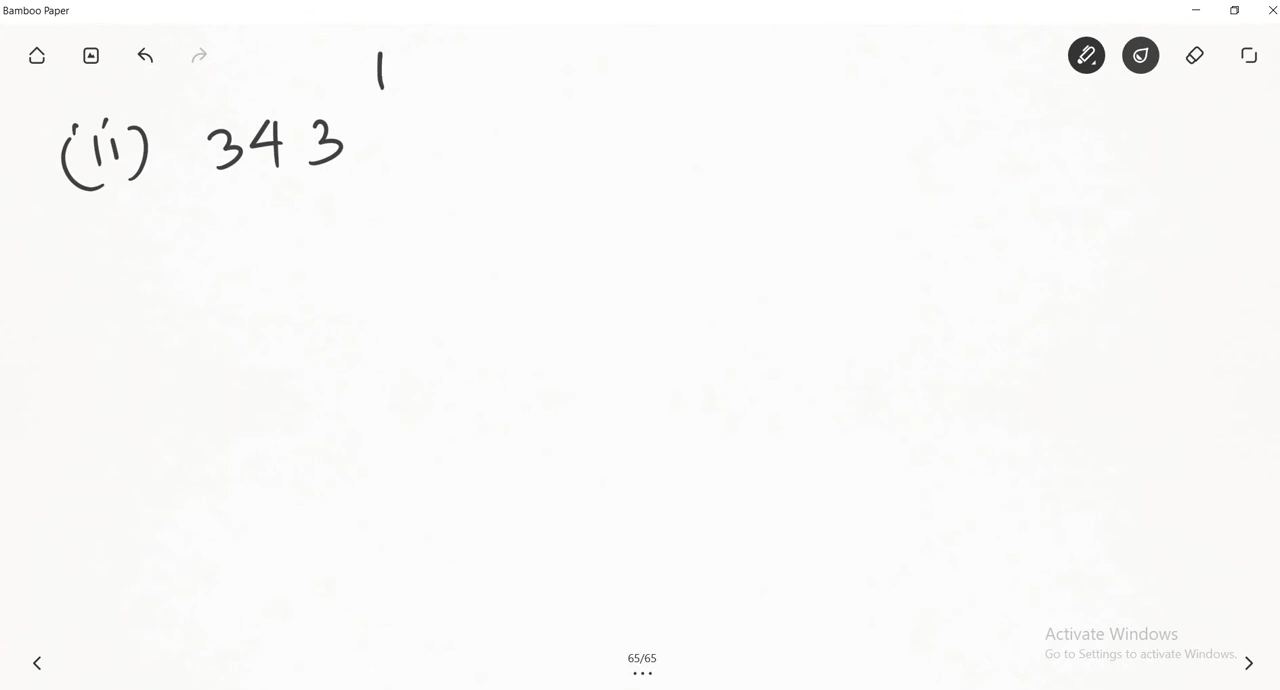 Bamboo Paper
1
(ii) 343
65/65
Activate Windows
Go to Settings to activate Windows.